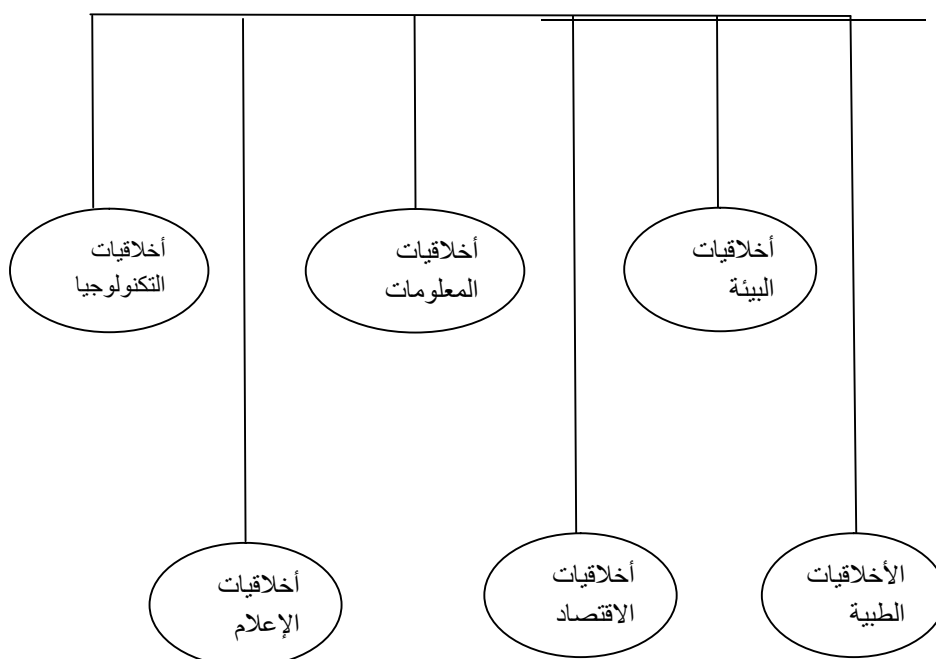 أخلاقيات
البيئة
أخلاقيات
المعلومات
أخلاقيات
التكنولوجيا
الأخلاقيات
الطبية
أخلاقيات
الاقتصاد
أخلاقيات
الإعلام